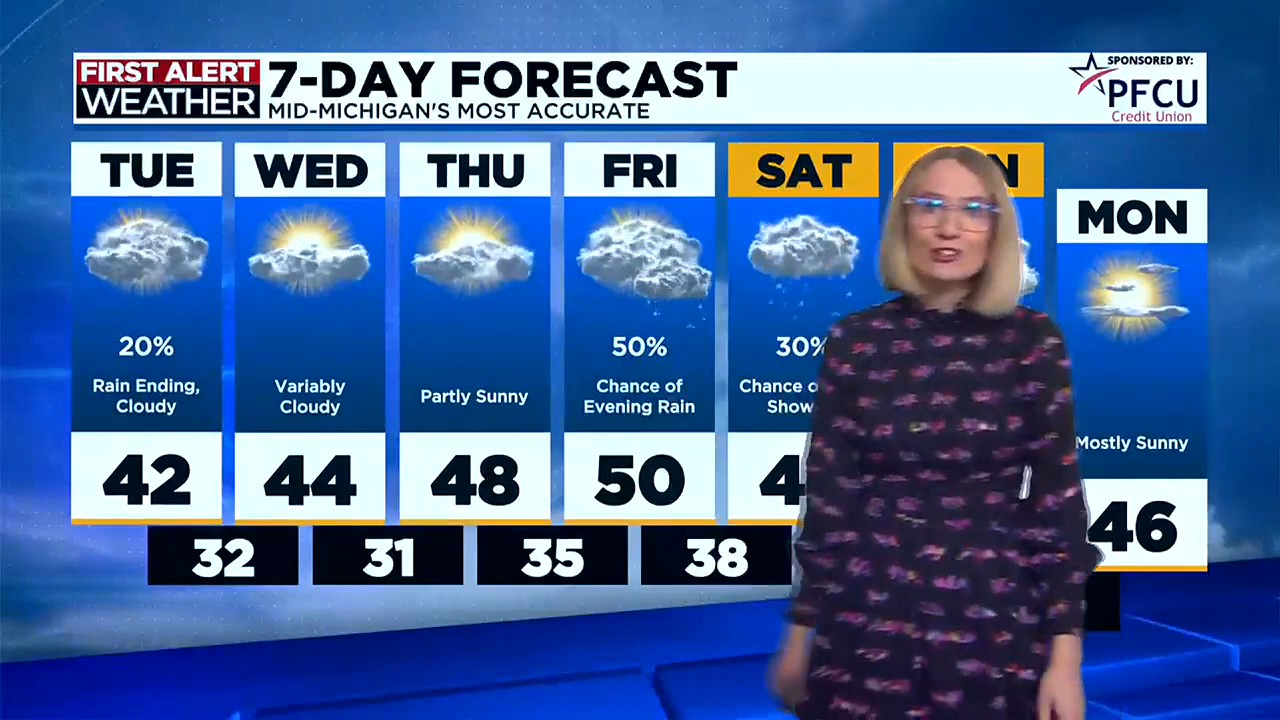 FIRST ALERT
WEATHER
7-DAY FORECAST
MID-MICHIGAN'S MOST ACCURATE
SPONSORED BY:
PFCU
Credit Union
TUE
20%
Rain Ending,
Cloudy
42
WED
Variably
Cloudy
44
THU
Partly Sunny
48
FRI
50%
Chance of
Evening Rain
50
SAT
30%
Chance
MON
Mostly Sunny
46
32
31
35
38